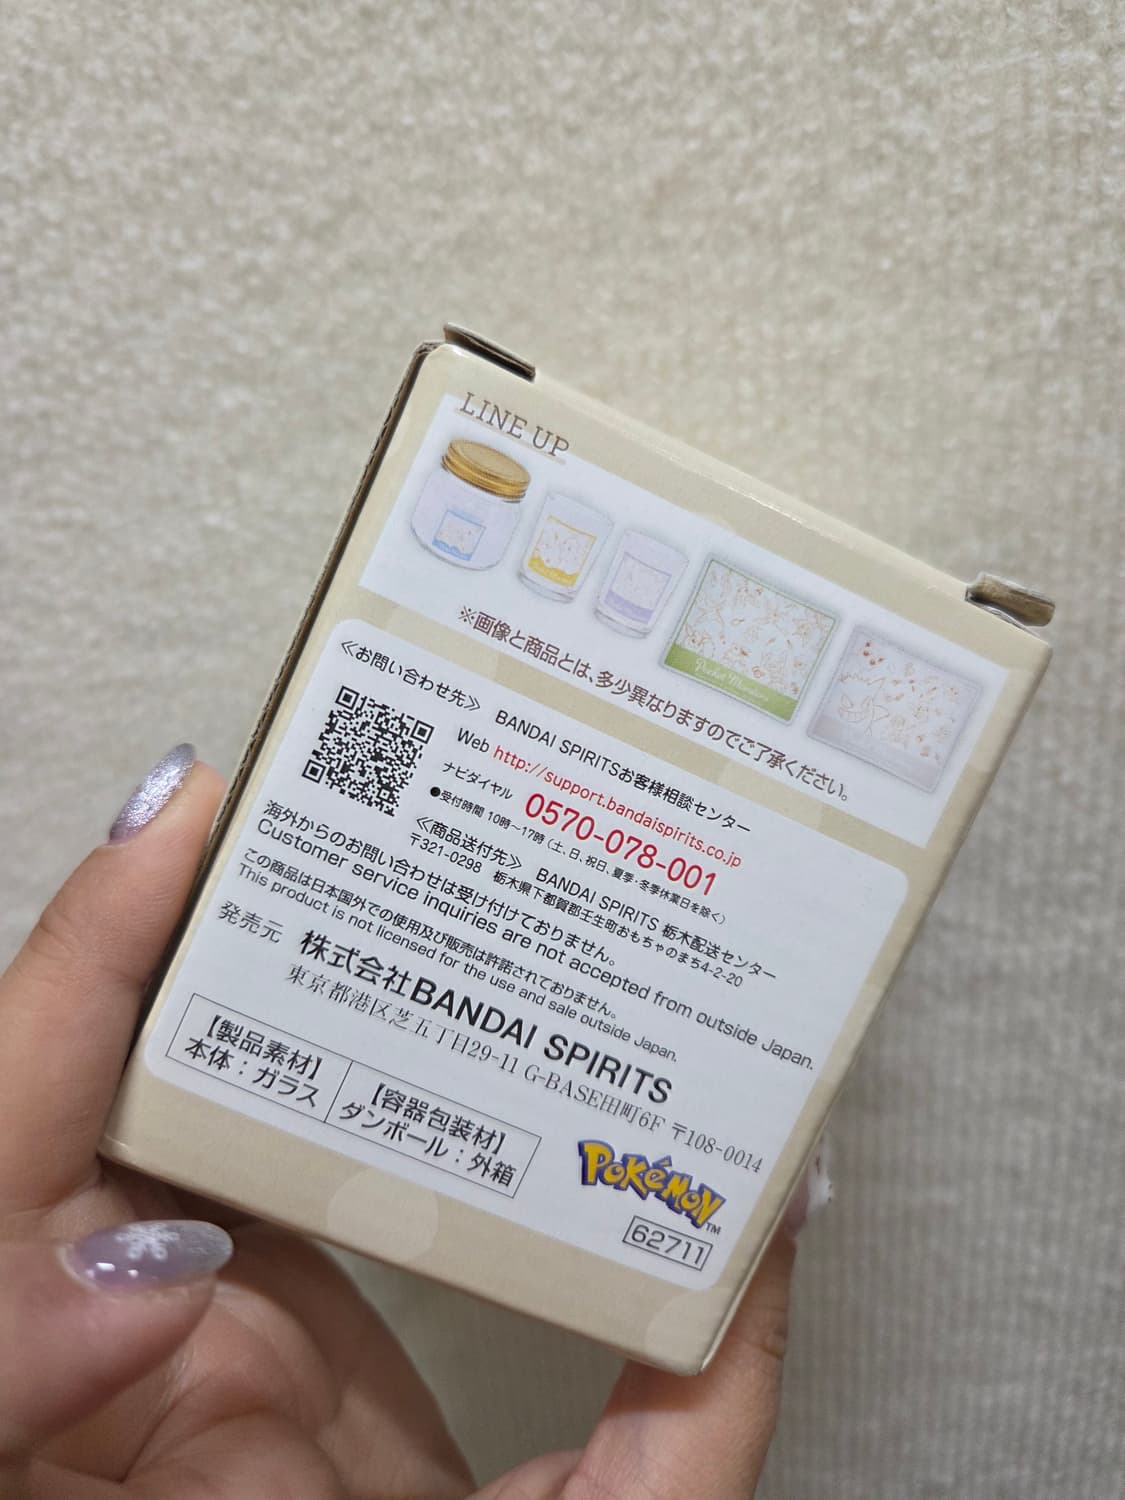 LINE UP
Pocket Monsters
※画像と商品とは、多少異なりますのでご了承ください。
≪お問い合わせ先≫
BANDAI SPIRITSお客様相談センター
Web http://support.bandaispirits.co.jp
ナビダイヤル 0570-078-001
●受付時間 10時～17時（土、日、祝日、夏季・冬季休業日を除く）
≪商品送付先≫ BANDAI SPIRITS 栃木配送センター
〒321-0298 栃木県下都賀郡壬生町おもちゃのまち4-2-20
海外からのお問い合わせは受け付けておりません。
Customer service inquiries are not accepted from outside Japan.
この商品は日本国外での使用及び販売は許諾されておりません。
This product is not licensed for the use and sale outside Japan.
発売元 株式会社BANDAI SPIRITS
東京都港区芝五丁目29-11 G-BASE田町6F 〒108-0014
【製品素材】
本体：ガラス
【容器包装材】
ダンボール：外箱
POKéMON™
62711